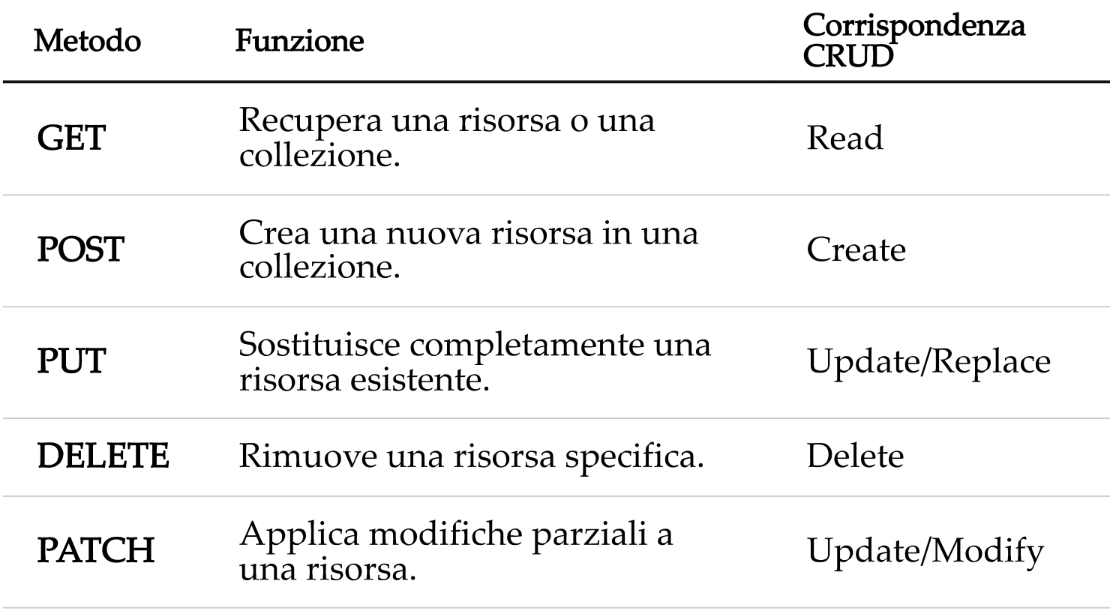 Metodo Funzione Corrispondenza
CRUD
GET Recupera una risorsa o una
collezione. Read
POST Crea una nuova risorsa in una
collezione. Create
PUT Sostituisce completamente una
risorsa esistente. Update/Replace
DELETE Rimuove una risorsa specifica. Delete
PATCH Applica modifiche parziali a
una risorsa. Update/Modify